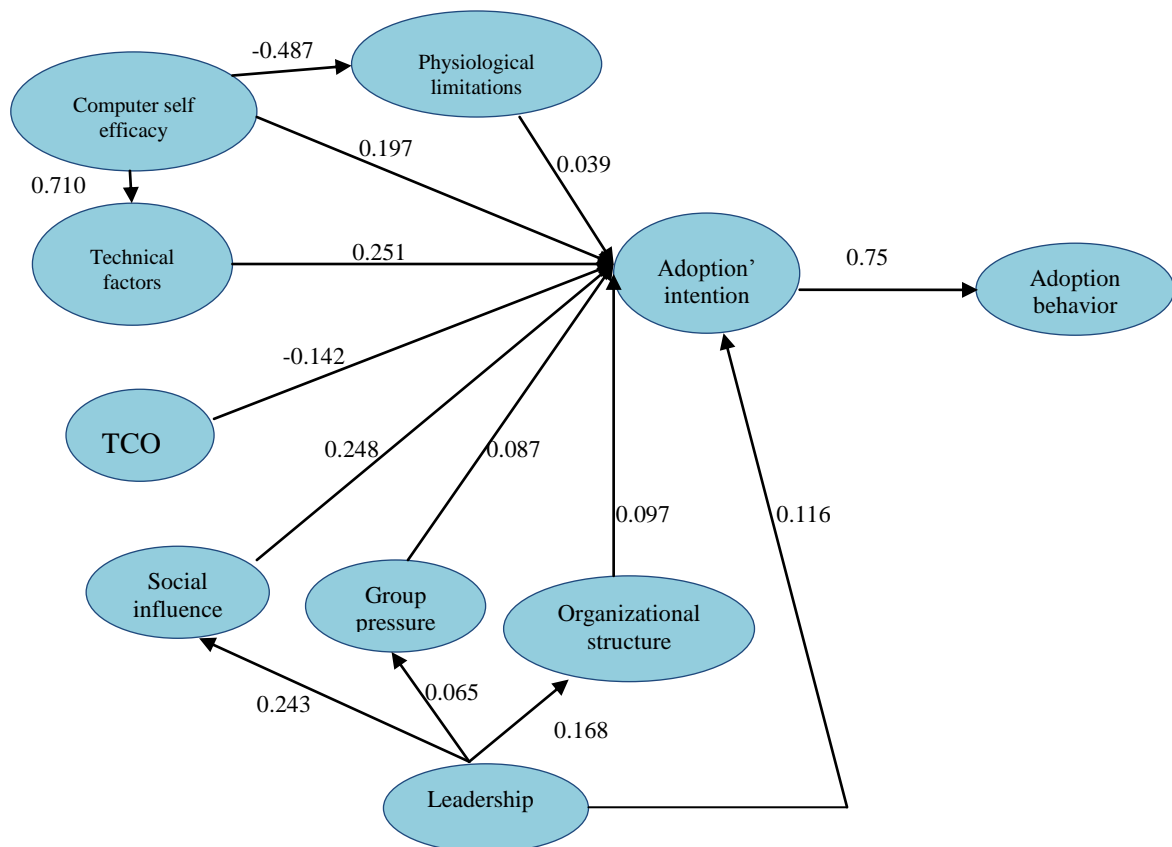 -0.487
Physiological
limitations
Computer self
efficacy
0.197
0.039
0.710
Technical
factors
0.251
Adoption’
intention
0.75
Adoption
behavior
-0.142
TCO
0.248
0.087
0.097
0.116
Social
influence
Group
pressure
Organizational
structure
0.243
0.065
0.168
Leadership